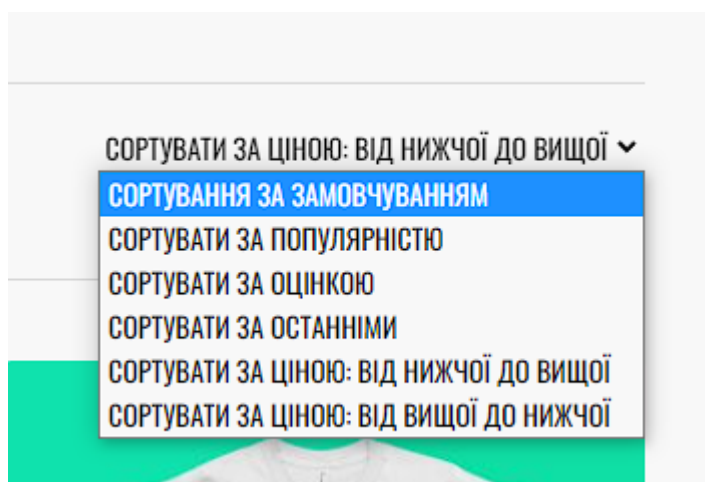 СОРТУВАТИ ЗА ЦІНОЮ: ВІД НИЖЧОЇ ДО ВИЩОЇ
СОРТУВАННЯ ЗА ЗАМОВЧУВАННЯМ
СОРТУВАТИ ЗА ПОПУЛЯРНІСТЮ
СОРТУВАТИ ЗА ОЦІНКОЮ
СОРТУВАТИ ЗА ОСТАННІМИ
СОРТУВАТИ ЗА ЦІНОЮ: ВІД НИЖЧОЇ ДО ВИЩОЇ
СОРТУВАТИ ЗА ЦІНОЮ: ВІД ВИЩОЇ ДО НИЖЧОЇ